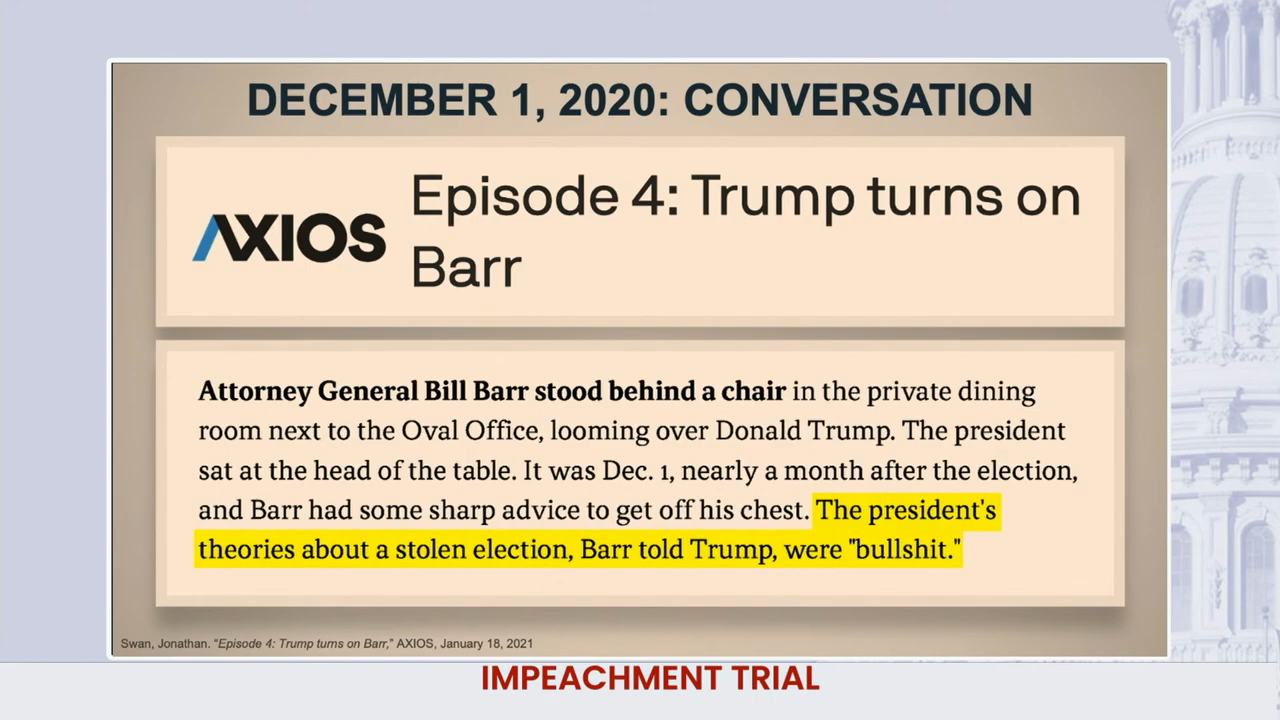 DECEMBER 1, 2020: CONVERSATION
AXIOS
Episode 4: Trump turns on
Barr
Attorney General Bill Barr stood behind a chair in the private dining
room next to the Oval Office, looming over Donald Trump. The president
sat at the head of the table. It was Dec. 1, nearly a month after the election,
and Barr had some sharp advice to get off his chest. The president's
theories about a stolen election, Barr told Trump, were "bullshit."
Swan, Jonathan. "Episode 4: Trump turns on Barr," AXIOS, January 18, 2021
IMPEACHMENT TRIAL